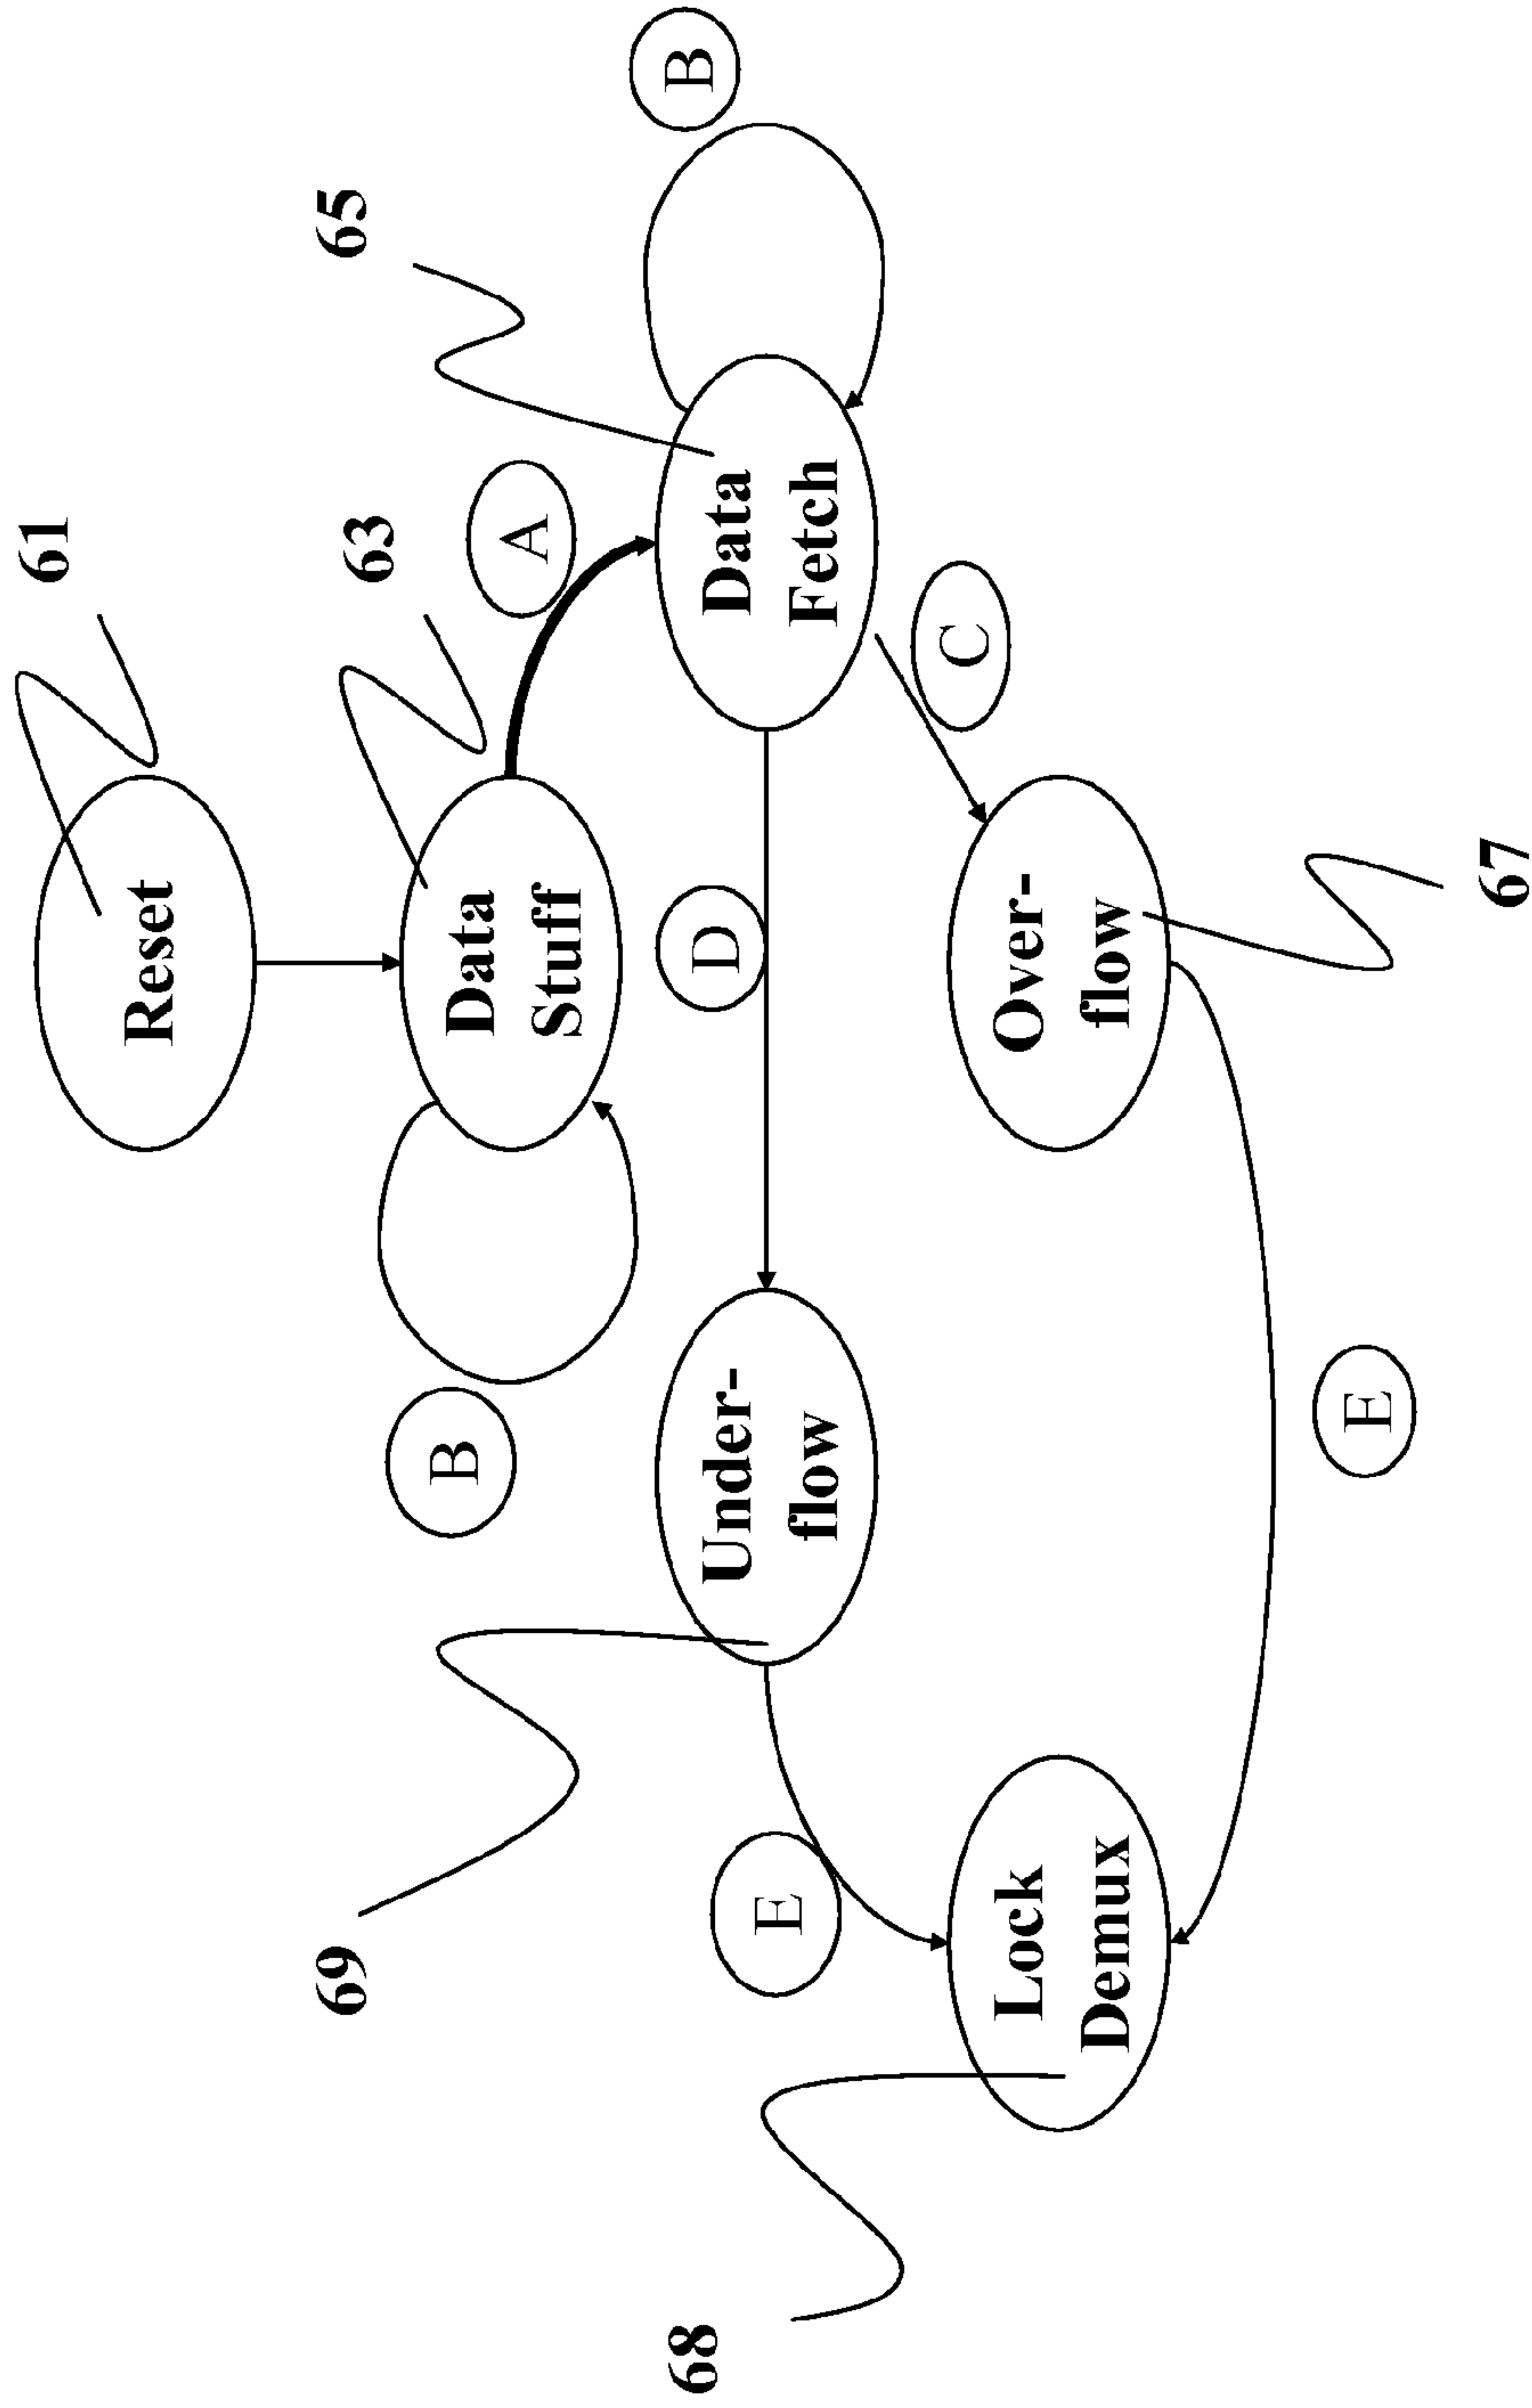 61
Reset
69
63
65
B
Data
Stuff
A
68
E
Under-
flow
D
Data
Fetch
B
C
Lock
Demux
Over-
flow
E
67